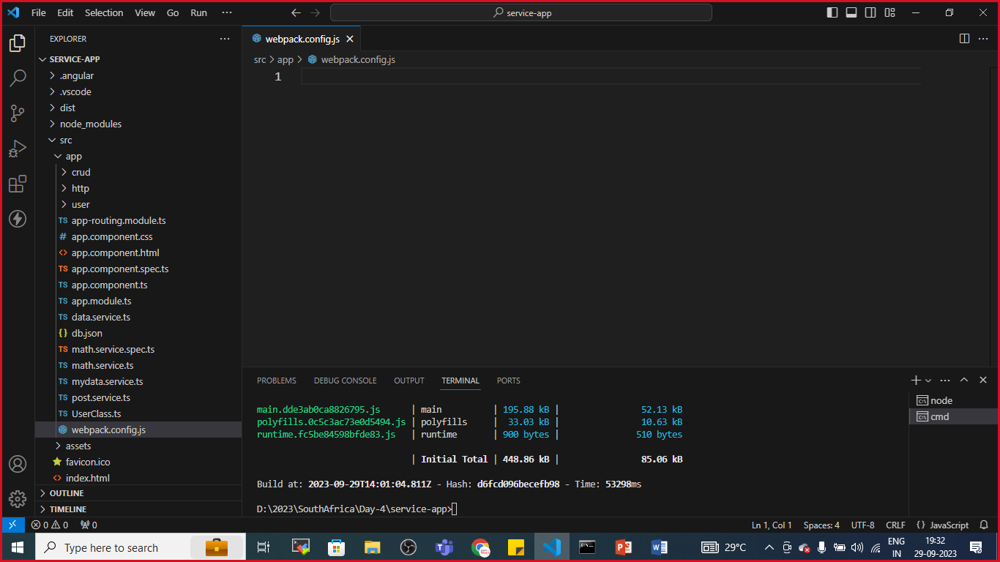 File Edit Selection View Go Run ···
service-app
EXPLORER
SERVICE-APP
.angular
.vscode
dist
node_modules
src
app
crud
http
user
TS app-routing.module.ts
# app.component.css
<> app.component.html
TS app.component.spec.ts
TS app.component.ts
TS app.module.ts
TS data.service.ts
{} db.json
TS math.service.spec.ts
TS math.service.ts
TS mydata.service.ts
TS post.service.ts
TS UserClass.ts
webpack.config.js
assets
favicon.ico
<> index.html
OUTLINE
TIMELINE
webpack.config.js
src > app > webpack.config.js
1
PROBLEMS DEBUG CONSOLE OUTPUT TERMINAL PORTS
main.dde3ab0ca8826795.js | main | 195.88 kB | 52.13 kB
polyfills.0c5c3ac73e0d5494.js | polyfills | 33.03 kB | 10.63 kB
runtime.fc5be84598bfde83.js | runtime | 900 bytes | 510 bytes
| Initial Total | 448.86 kB | 85.06 kB
Build at: 2023-09-29T14:01:04.811Z - Hash: d6fcd096becefb98 - Time: 53298ms
D:\2023\SouthAfrica\Day-4\service-app>
node
cmd
0 0 0
Ln 1, Col 1 Spaces: 4 UTF-8 CRLF {} JavaScript
Type here to search
29°C
ENG
IN
19:32
29-09-2023